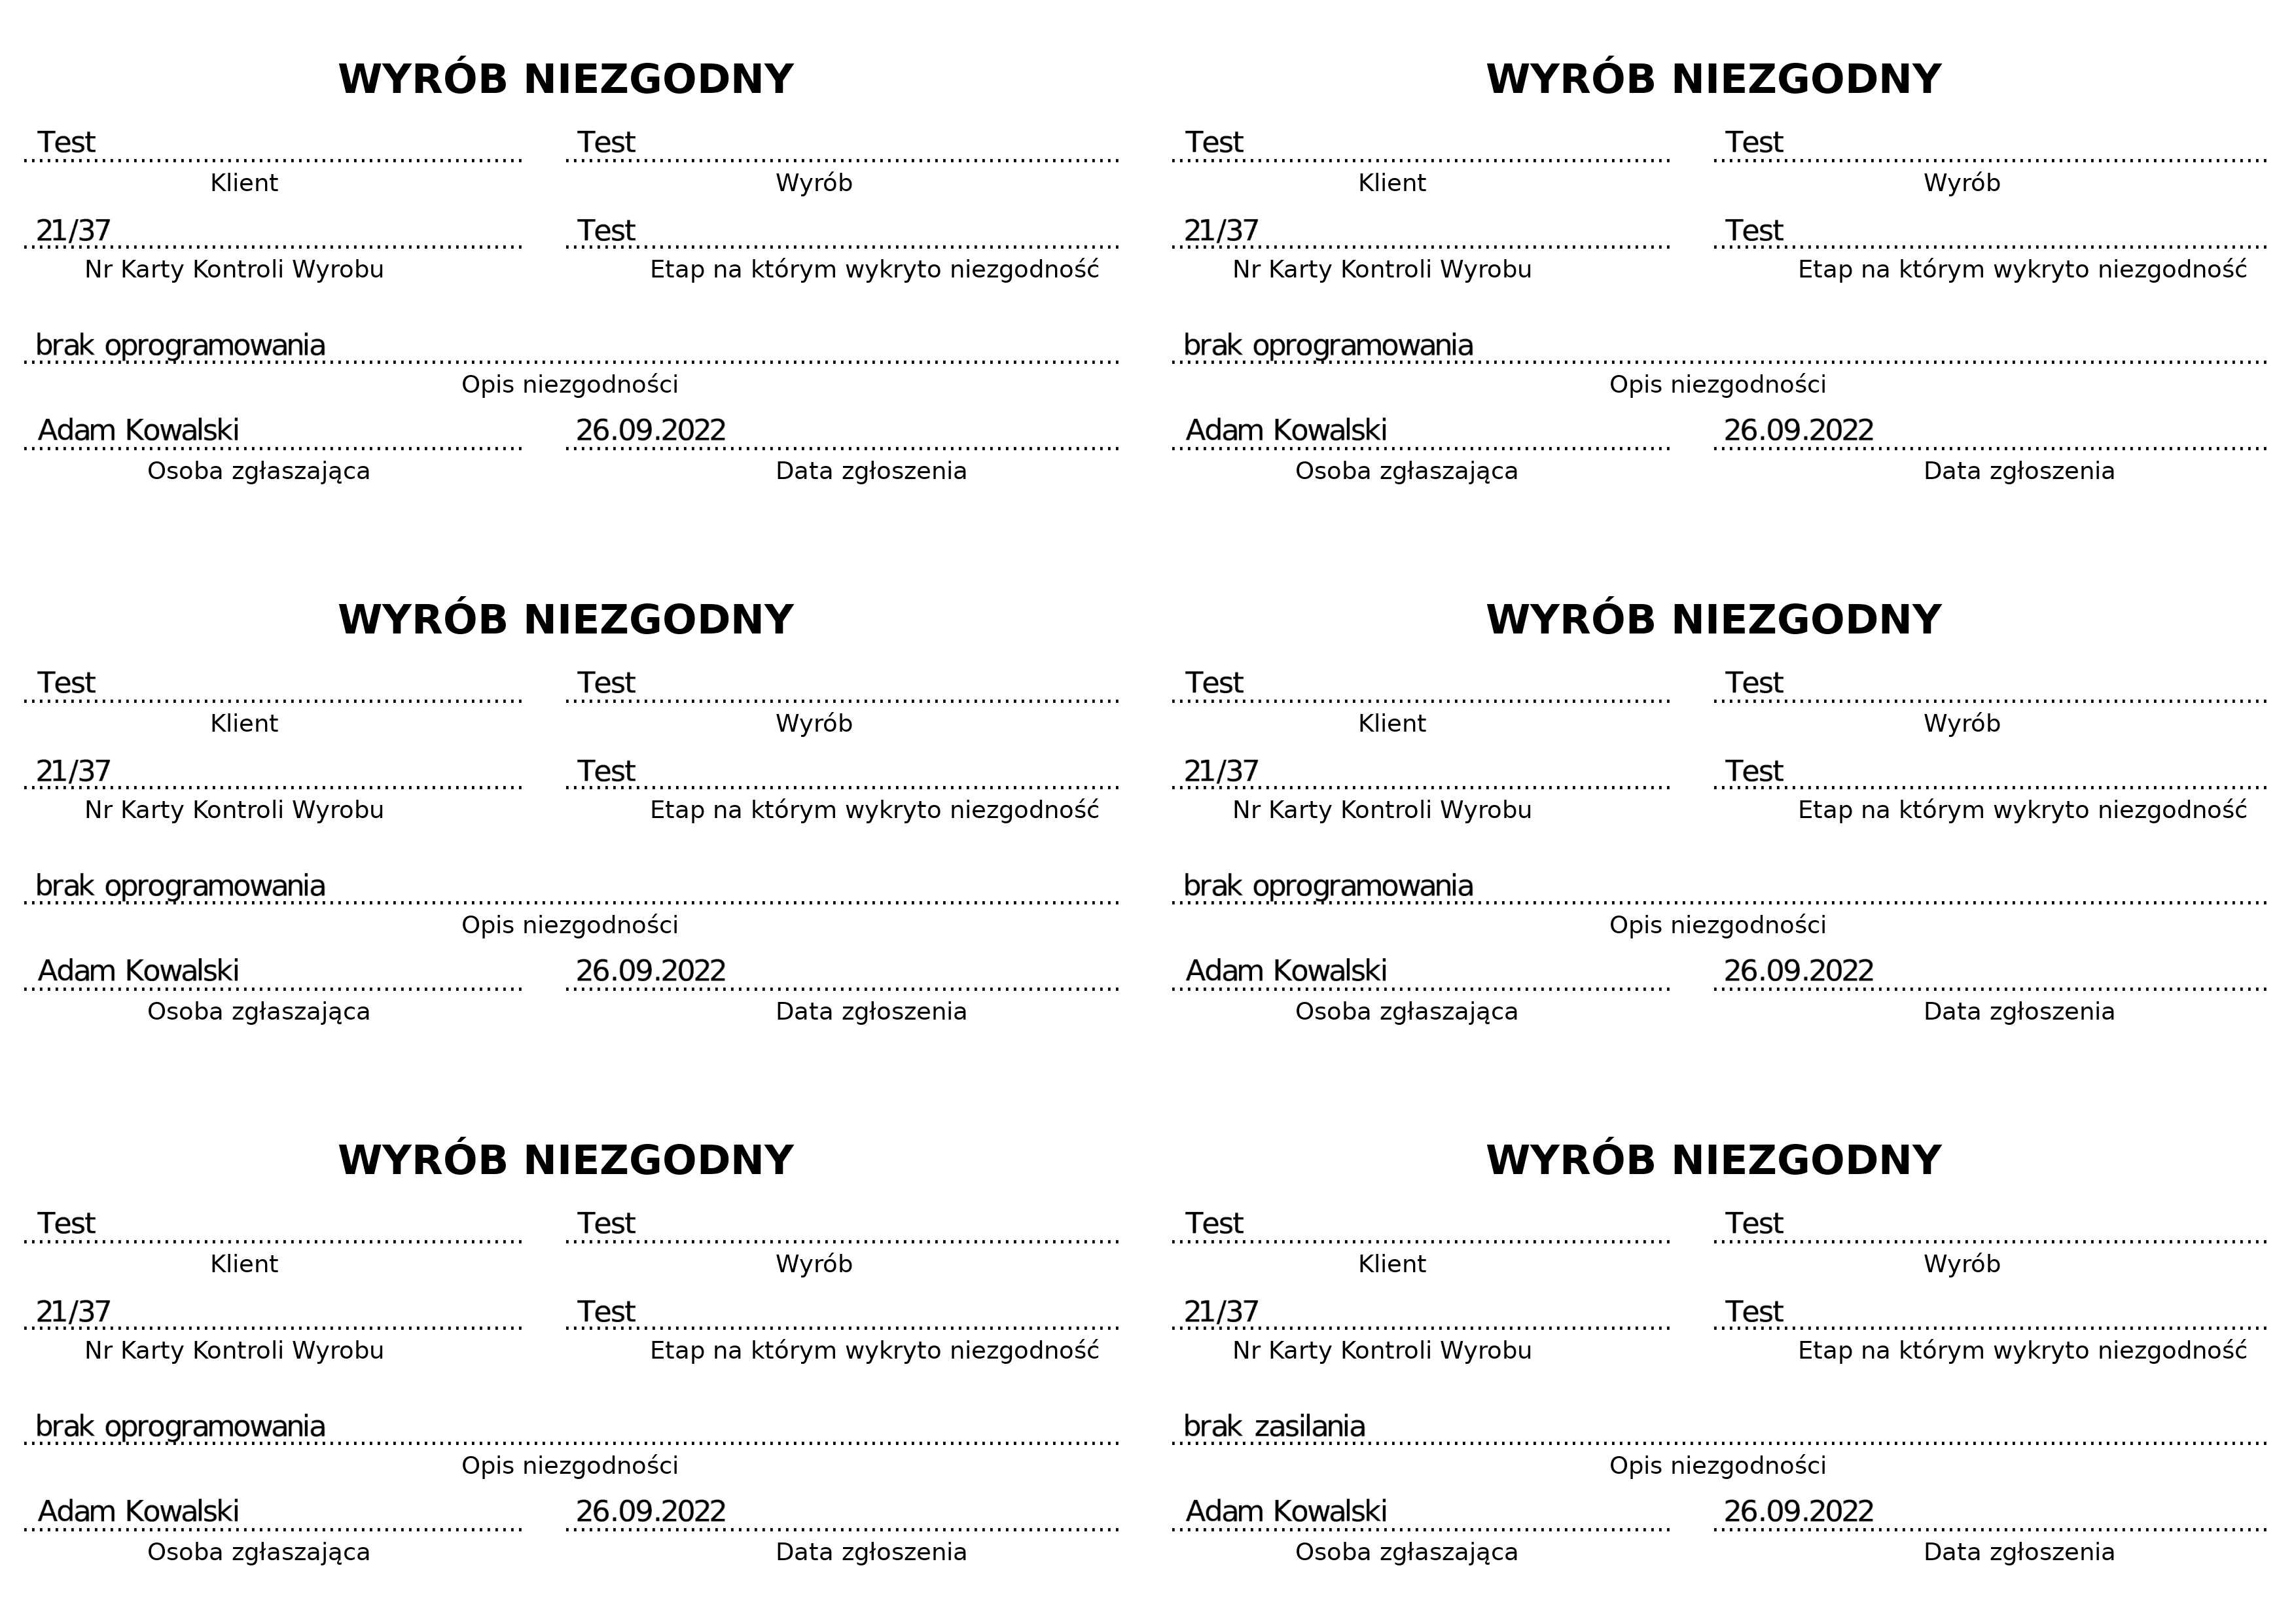 WYRÓB NIEZGODNY
Test Test
Klient Wyrób
21/37 Test
Nr Karty Kontroli Wyrobu Etap na którym wykryto niezgodność
brak oprogramowania
Opis niezgodności
Adam Kowalski 26.09.2022
Osoba zgłaszająca Data zgłoszenia
WYRÓB NIEZGODNY
Test Test
Klient Wyrób
21/37 Test
Nr Karty Kontroli Wyrobu Etap na którym wykryto niezgodność
brak oprogramowania
Opis niezgodności
Adam Kowalski 26.09.2022
Osoba zgłaszająca Data zgłoszenia
WYRÓB NIEZGODNY
Test Test
Klient Wyrób
21/37 Test
Nr Karty Kontroli Wyrobu Etap na którym wykryto niezgodność
brak oprogramowania
Opis niezgodności
Adam Kowalski 26.09.2022
Osoba zgłaszająca Data zgłoszenia
WYRÓB NIEZGODNY
Test Test
Klient Wyrób
21/37 Test
Nr Karty Kontroli Wyrobu Etap na którym wykryto niezgodność
brak oprogramowania
Opis niezgodności
Adam Kowalski 26.09.2022
Osoba zgłaszająca Data zgłoszenia
WYRÓB NIEZGODNY
Test Test
Klient Wyrób
21/37 Test
Nr Karty Kontroli Wyrobu Etap na którym wykryto niezgodność
brak oprogramowania
Opis niezgodności
Adam Kowalski 26.09.2022
Osoba zgłaszająca Data zgłoszenia
WYRÓB NIEZGODNY
Test Test
Klient Wyrób
21/37 Test
Nr Karty Kontroli Wyrobu Etap na którym wykryto niezgodność
brak zasilania
Opis niezgodności
Adam Kowalski 26.09.2022
Osoba zgłaszająca Data zgłoszenia